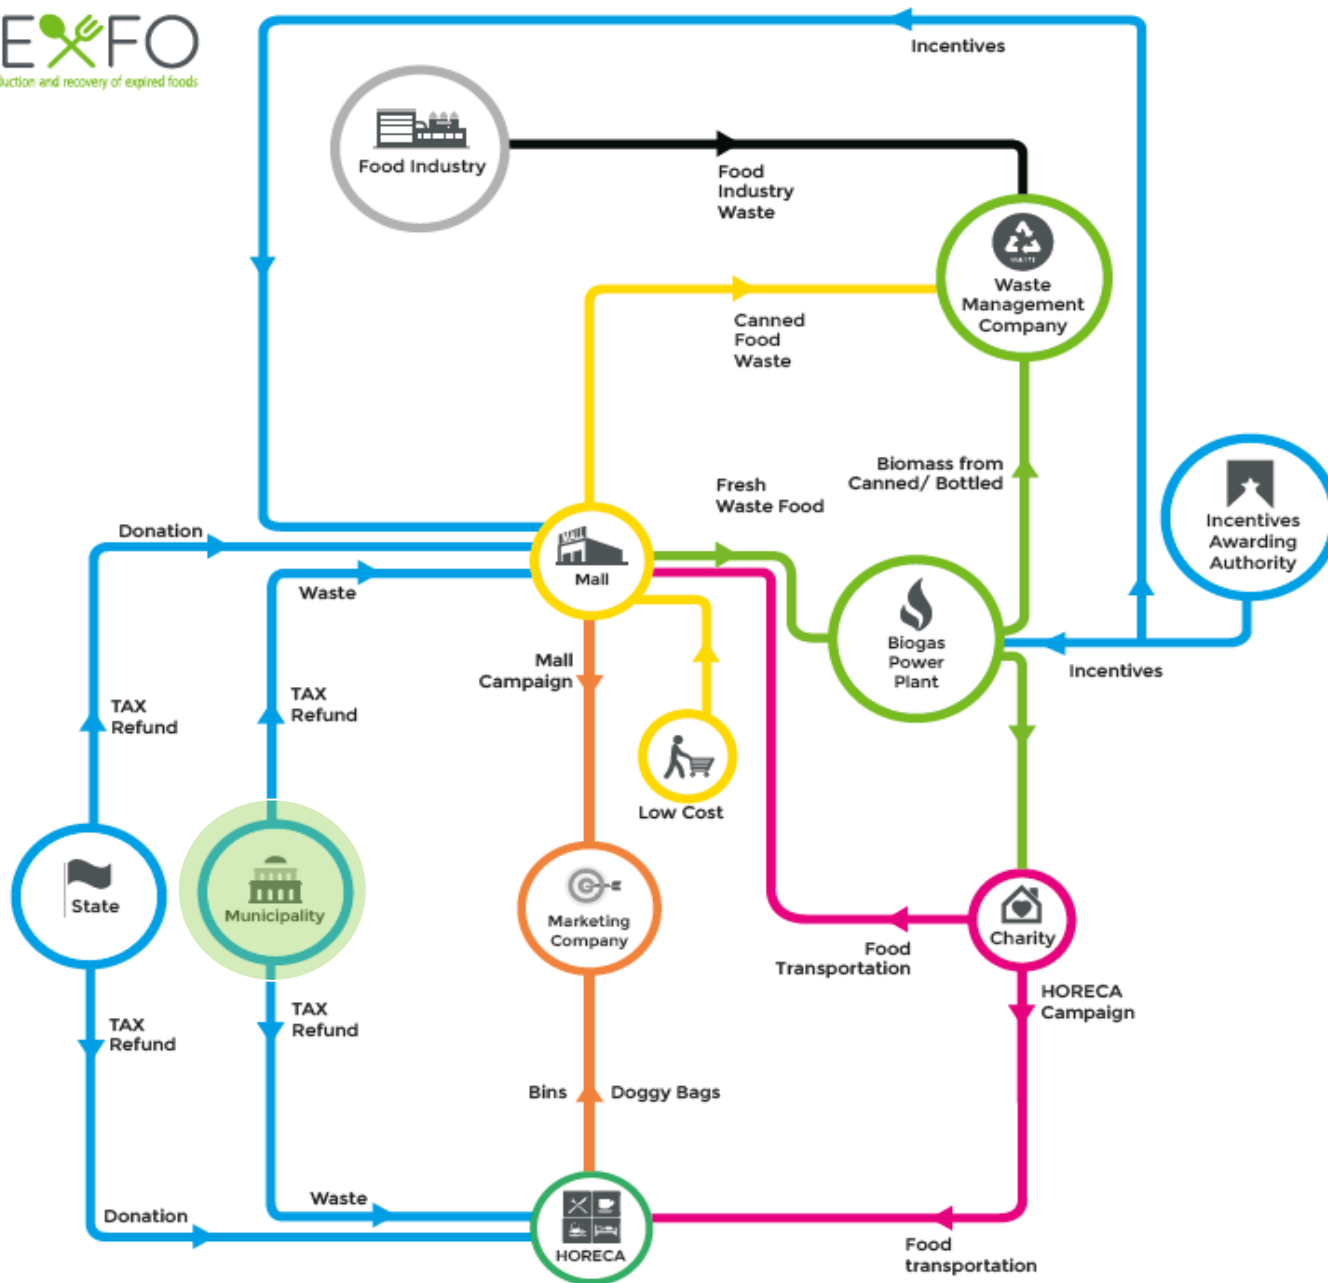 EXFO
uction and recovery of expired foods
Incentives
Food Industry
Food
Industry
Waste
WASTE
Waste
Management
Company
Canned
Food
Waste
Biomass from
Canned/ Bottled
Fresh
Waste Food
Incentives
Awarding
Authority
Donation
MALL
Mall
Waste
Biogas
Power
Plant
Incentives
Mall
Campaign
TAX
Refund
TAX
Refund
Low Cost
State
Municipality
Marketing
Company
Charity
Food
Transportation
HORECA
Campaign
TAX
Refund
TAX
Refund
Bins
Doggy Bags
Waste
Donation
HORECA
Food
transportation